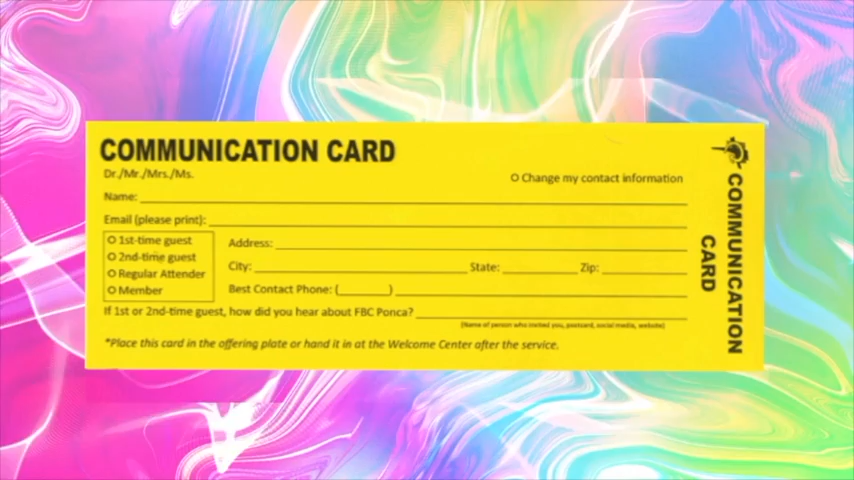 COMMUNICATION CARD
Dr./Mr./Mrs./Ms.
O Change my contact information
Name:
Email (please print):
O 1st-time guest
O 2nd-time guest
O Regular Attender
O Member
Address:
City: State: Zip:
Best Contact Phone: ( )
If 1st or 2nd-time guest, how did you hear about FBC Ponca?
(Name of person who invited you, postcard, social media, website)
*Place this card in the offering plate or hand it in at the Welcome Center after the service.
COMMUNICATION
CARD